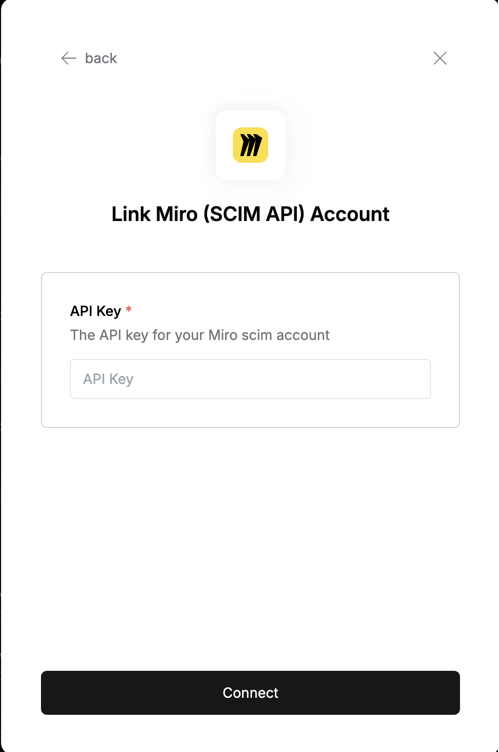 back
Link Miro (SCIM API) Account
API Key *
The API key for your Miro scim account
API Key
Connect